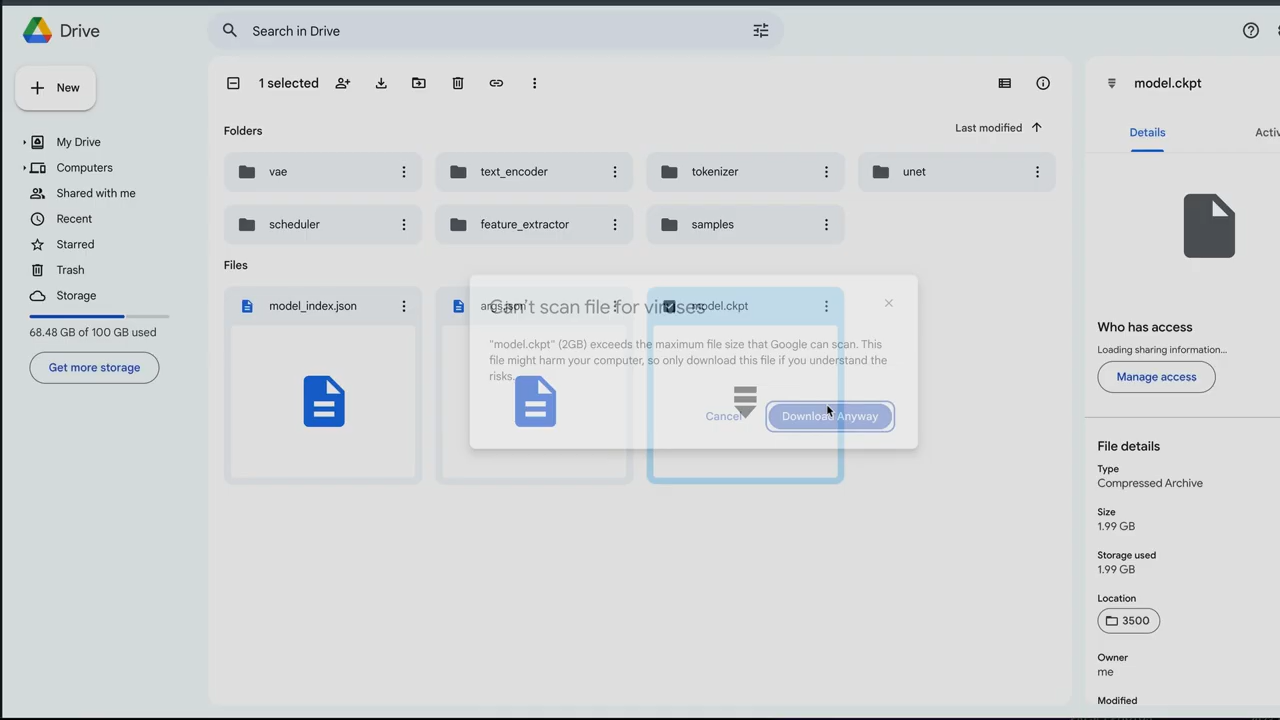 Drive
Search in Drive
New
1 selected
model.ckpt
My Drive
Computers
Shared with me
Recent
Starred
Trash
Storage
68.48 GB of 100 GB used
Get more storage
Folders
Last modified
vae
text_encoder
tokenizer
unet
scheduler
feature_extractor
samples
Files
model_index.json
args.json
model.ckpt
Can't scan file for viruses
"model.ckpt" (2GB) exceeds the maximum file size that Google can scan. This
file might harm your computer, so only download this file if you understand the
risks.
Cancel
Download Anyway
Details
Who has access
Loading sharing information...
Manage access
File details
Type
Compressed Archive
Size
1.99 GB
Storage used
1.99 GB
Location
3500
Owner
me
Modified